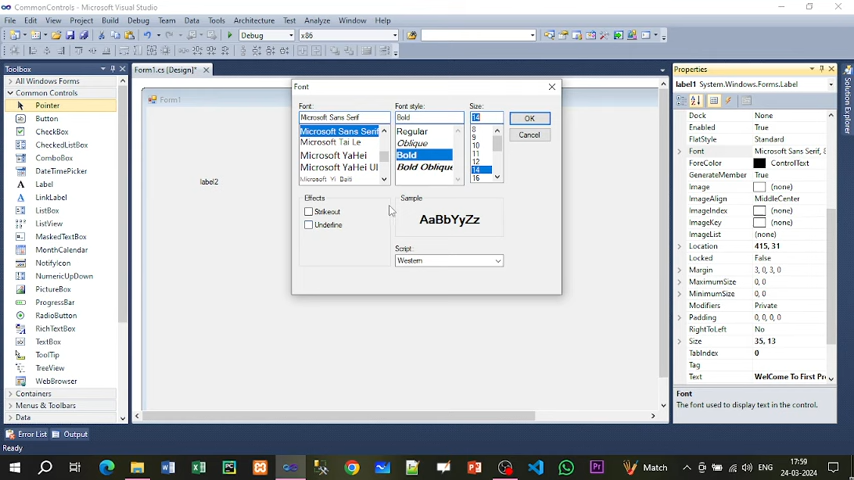 CommonControls - Microsoft Visual Studio
File Edit View Project Build Debug Team Data Tools Architecture Test Analyze Window Help
Debug x86
Toolbox
All Windows Forms
Common Controls
Pointer
Button
CheckBox
CheckedListBox
ComboBox
DateTimePicker
Label
LinkLabel
ListBox
ListView
MaskedTextBox
MonthCalendar
NotifyIcon
NumericUpDown
PictureBox
ProgressBar
RadioButton
RichTextBox
TextBox
ToolTip
TreeView
WebBrowser
Containers
Menus & Toolbars
Data
Form1.cs [Design]*
Form1
label2
Font
Font: Font style: Size:
Microsoft Sans Serif Bold 14
Microsoft Sans Serif
Microsoft Tai Le
Microsoft YaHei
Microsoft YaHei UI
Microsoft Yi Baiti
Regular
Oblique
Bold
Bold Oblique
8
9
10
11
12
14
16
OK
Cancel
Effects
Strikeout
Underline
Sample
AaBbYyZz
Script:
Western
Properties
label1 System.Windows.Forms.Label
Dock None
Enabled True
FlatStyle Standard
Font Microsoft Sans Serif, 8
ForeColor ControlText
GenerateMember True
Image (none)
ImageAlign MiddleCenter
ImageIndex (none)
ImageKey (none)
ImageList (none)
Location 415, 31
Locked False
Margin 3, 0, 3, 0
MaximumSize 0, 0
MinimumSize 0, 0
Modifiers Private
Padding 0, 0, 0, 0
RightToLeft No
Size 35, 13
TabIndex 0
Tag
Text WelCome To First Pr
Font
The font used to display text in the control.
Solution Explorer
Error List Output
Ready
Match
ENG
17:59
24-03-2024